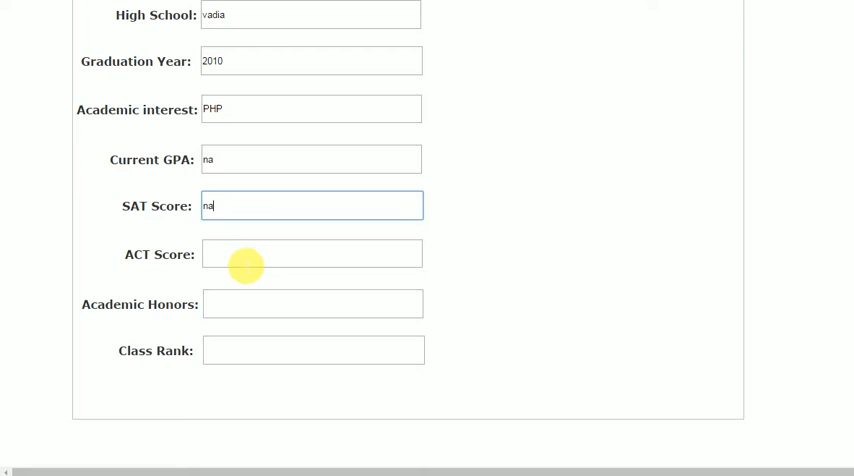 High School: vadia
Graduation Year: 2010
Academic interest: PHP
Current GPA: na
SAT Score: na
ACT Score:
Academic Honors:
Class Rank: